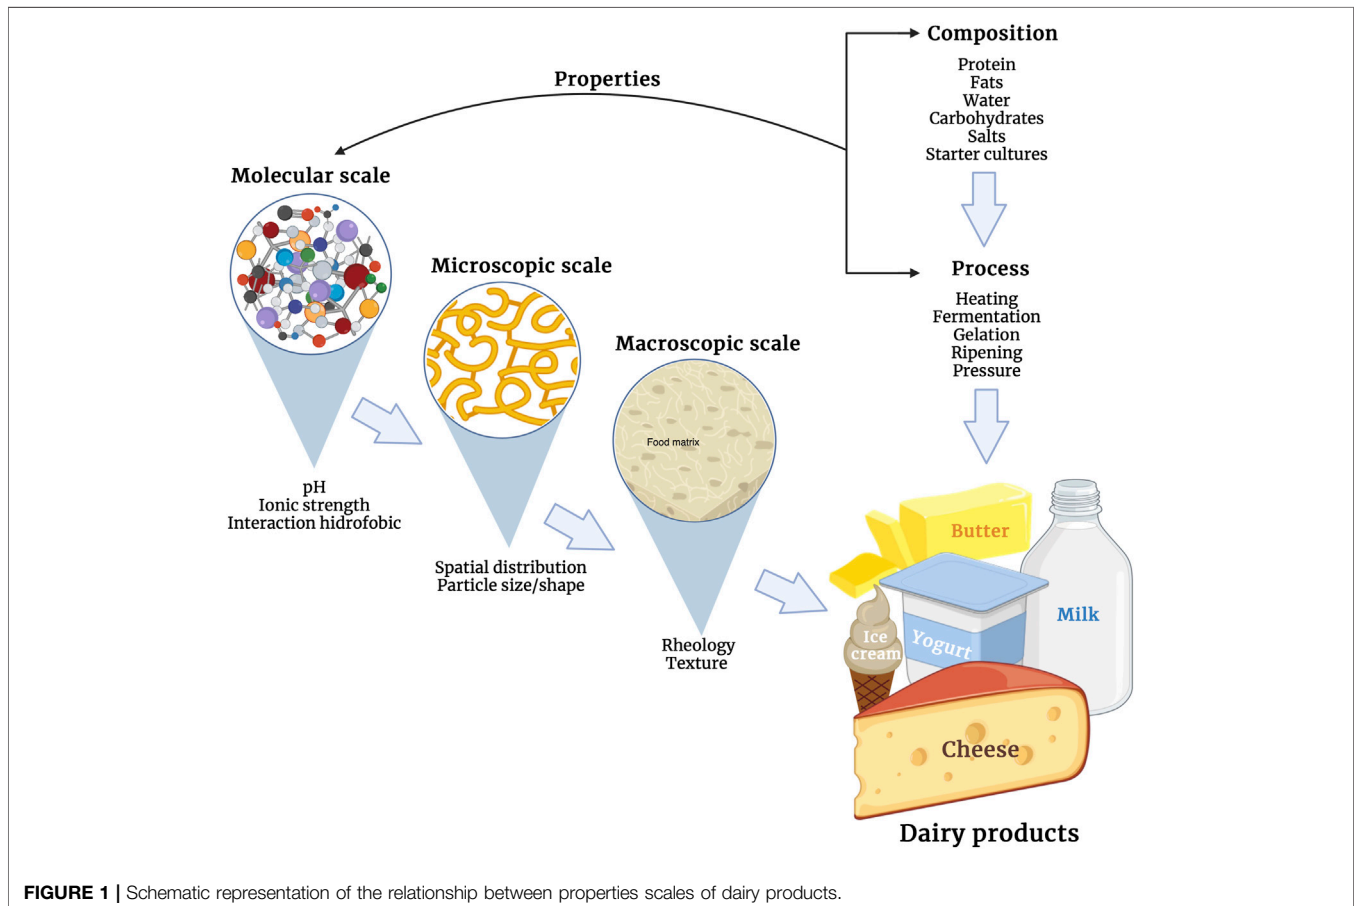 Composition
Protein
Fats
Water
Carbohydrates
Salts
Starter cultures
Properties
Molecular scale
Microscopic scale
Process
Heating
Fermentation
Gelation
Ripening
Pressure
Macroscopic scale
Food matrix
pH
Ionic strength
Interaction hidrofobic
Spatial distribution
Particle size/shape
Rheology
Texture
Butter
Milk
Ice
cream
Yogurt
Cheese
Dairy products
FIGURE 1 | Schematic representation of the relationship between properties scales of dairy products.